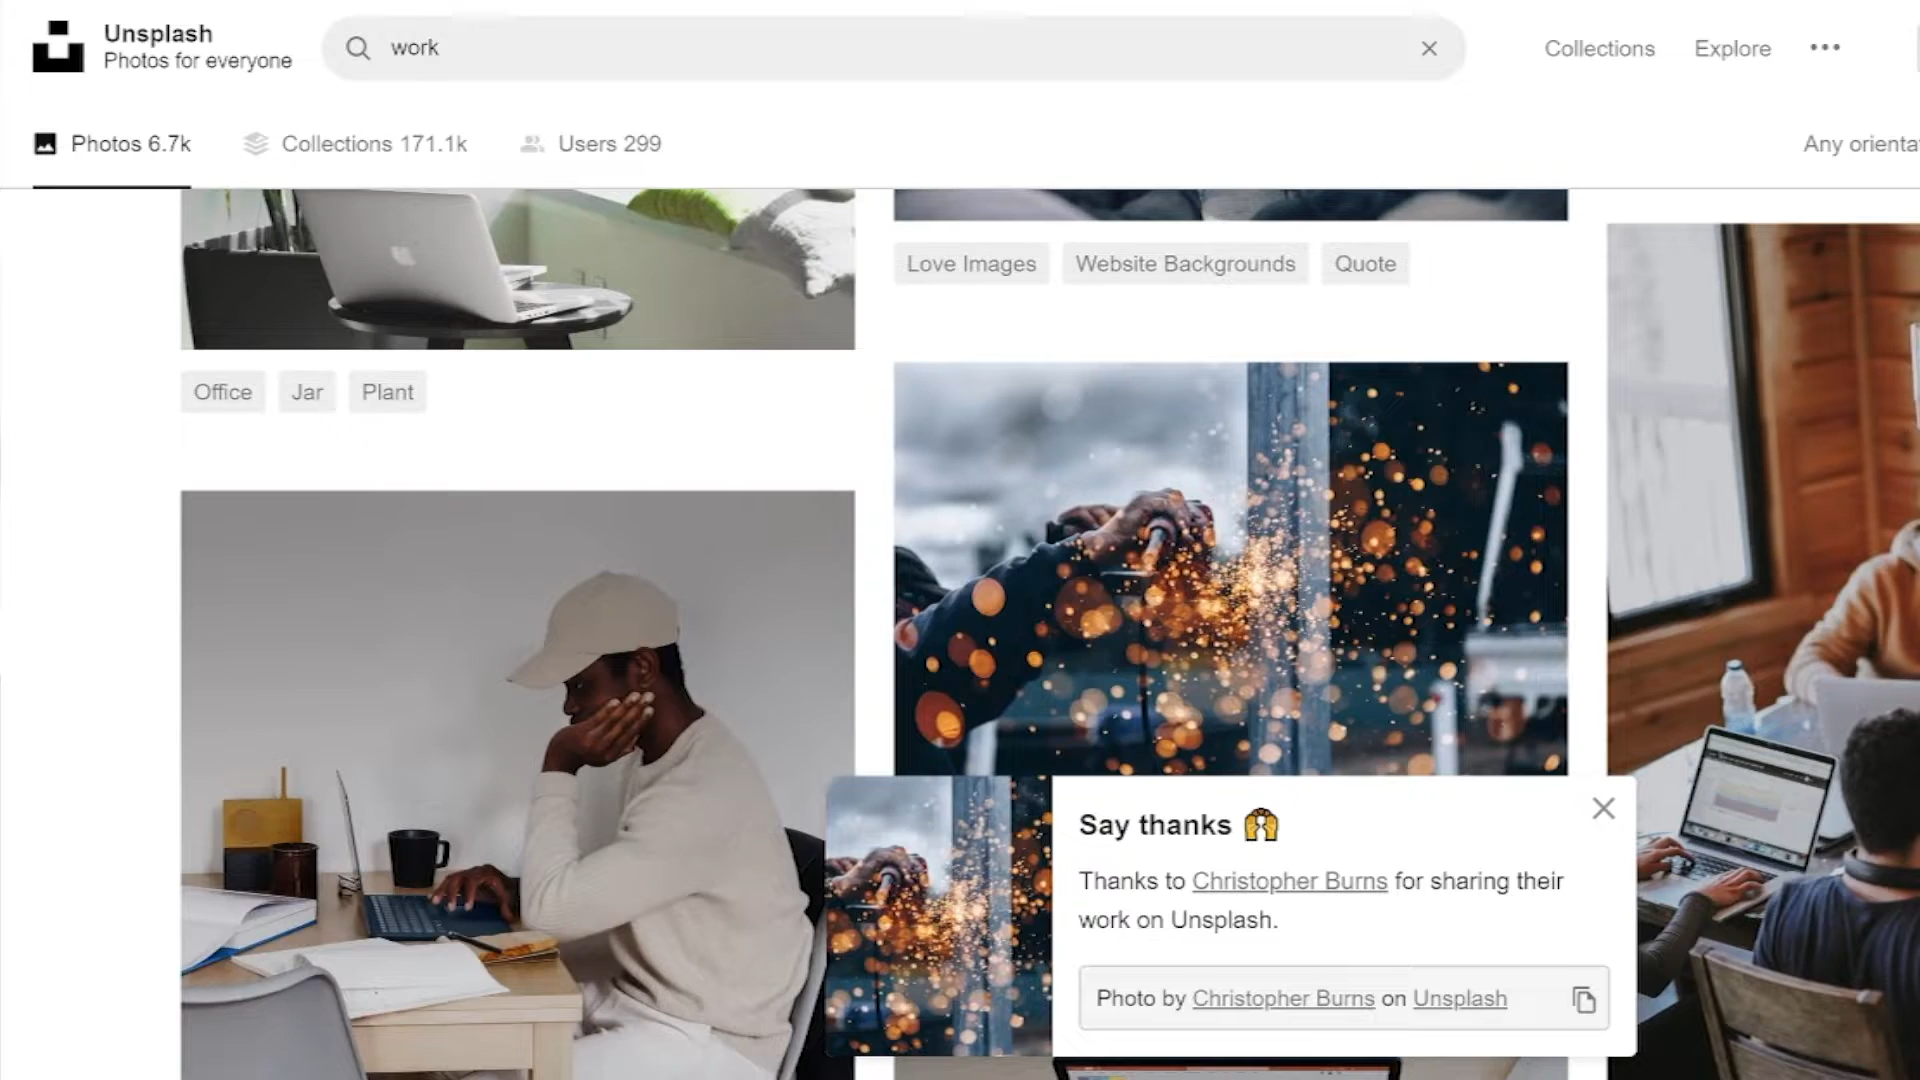 Unsplash
Photos for everyone
work
Collections
Explore
Photos 6.7k
Collections 171.1k
Users 299
Any orienta
Love Images
Website Backgrounds
Quote
Office
Jar
Plant
Say thanks 🙌
Thanks to Christopher Burns for sharing their
work on Unsplash.
Photo by Christopher Burns on Unsplash